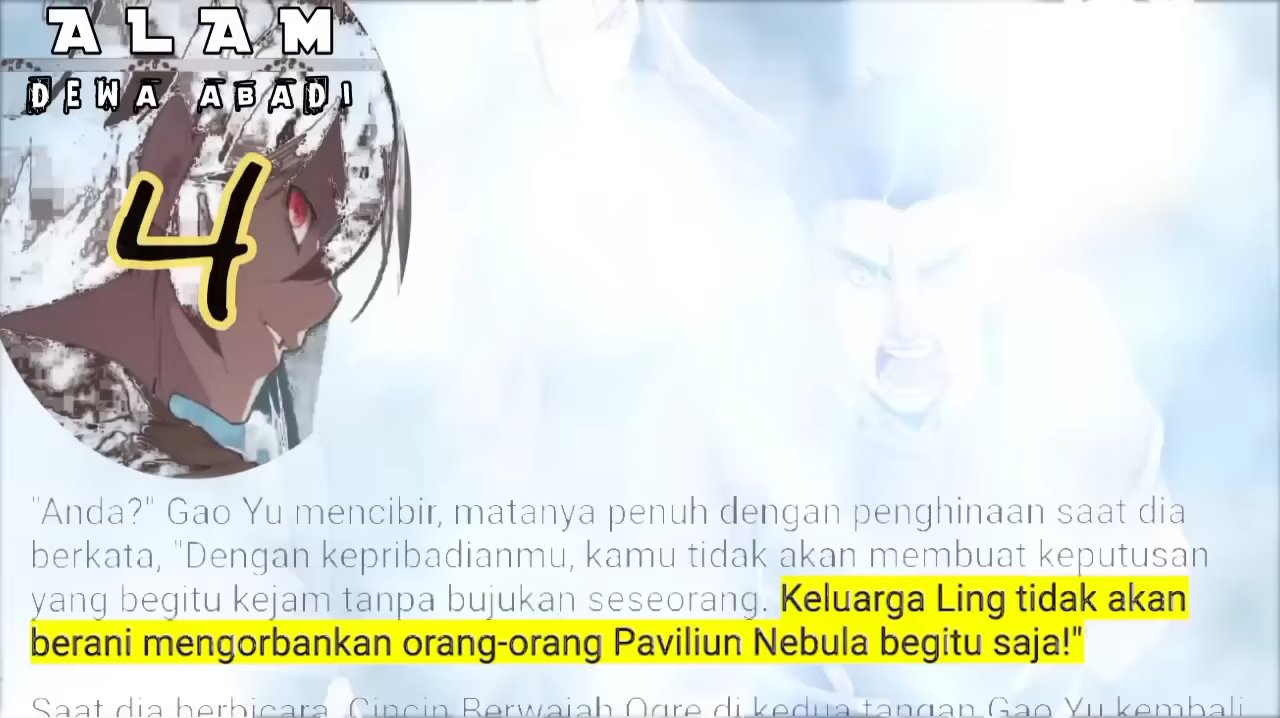 ALAM
DEWA ABADI
4
"Anda?" Gao Yu mencibir, matanya penuh dengan penghinaan saat dia
berkata, "Dengan kepribadianmu, kamu tidak akan membuat keputusan
yang begitu kejam tanpa bujukan seseorang. Keluarga Ling tidak akan
berani mengorbankan orang-orang Paviliun Nebula begitu saja!"
Saat dia berbicara, Cincin Berwajah Ogre di kedua tangan Gao Yu kembali